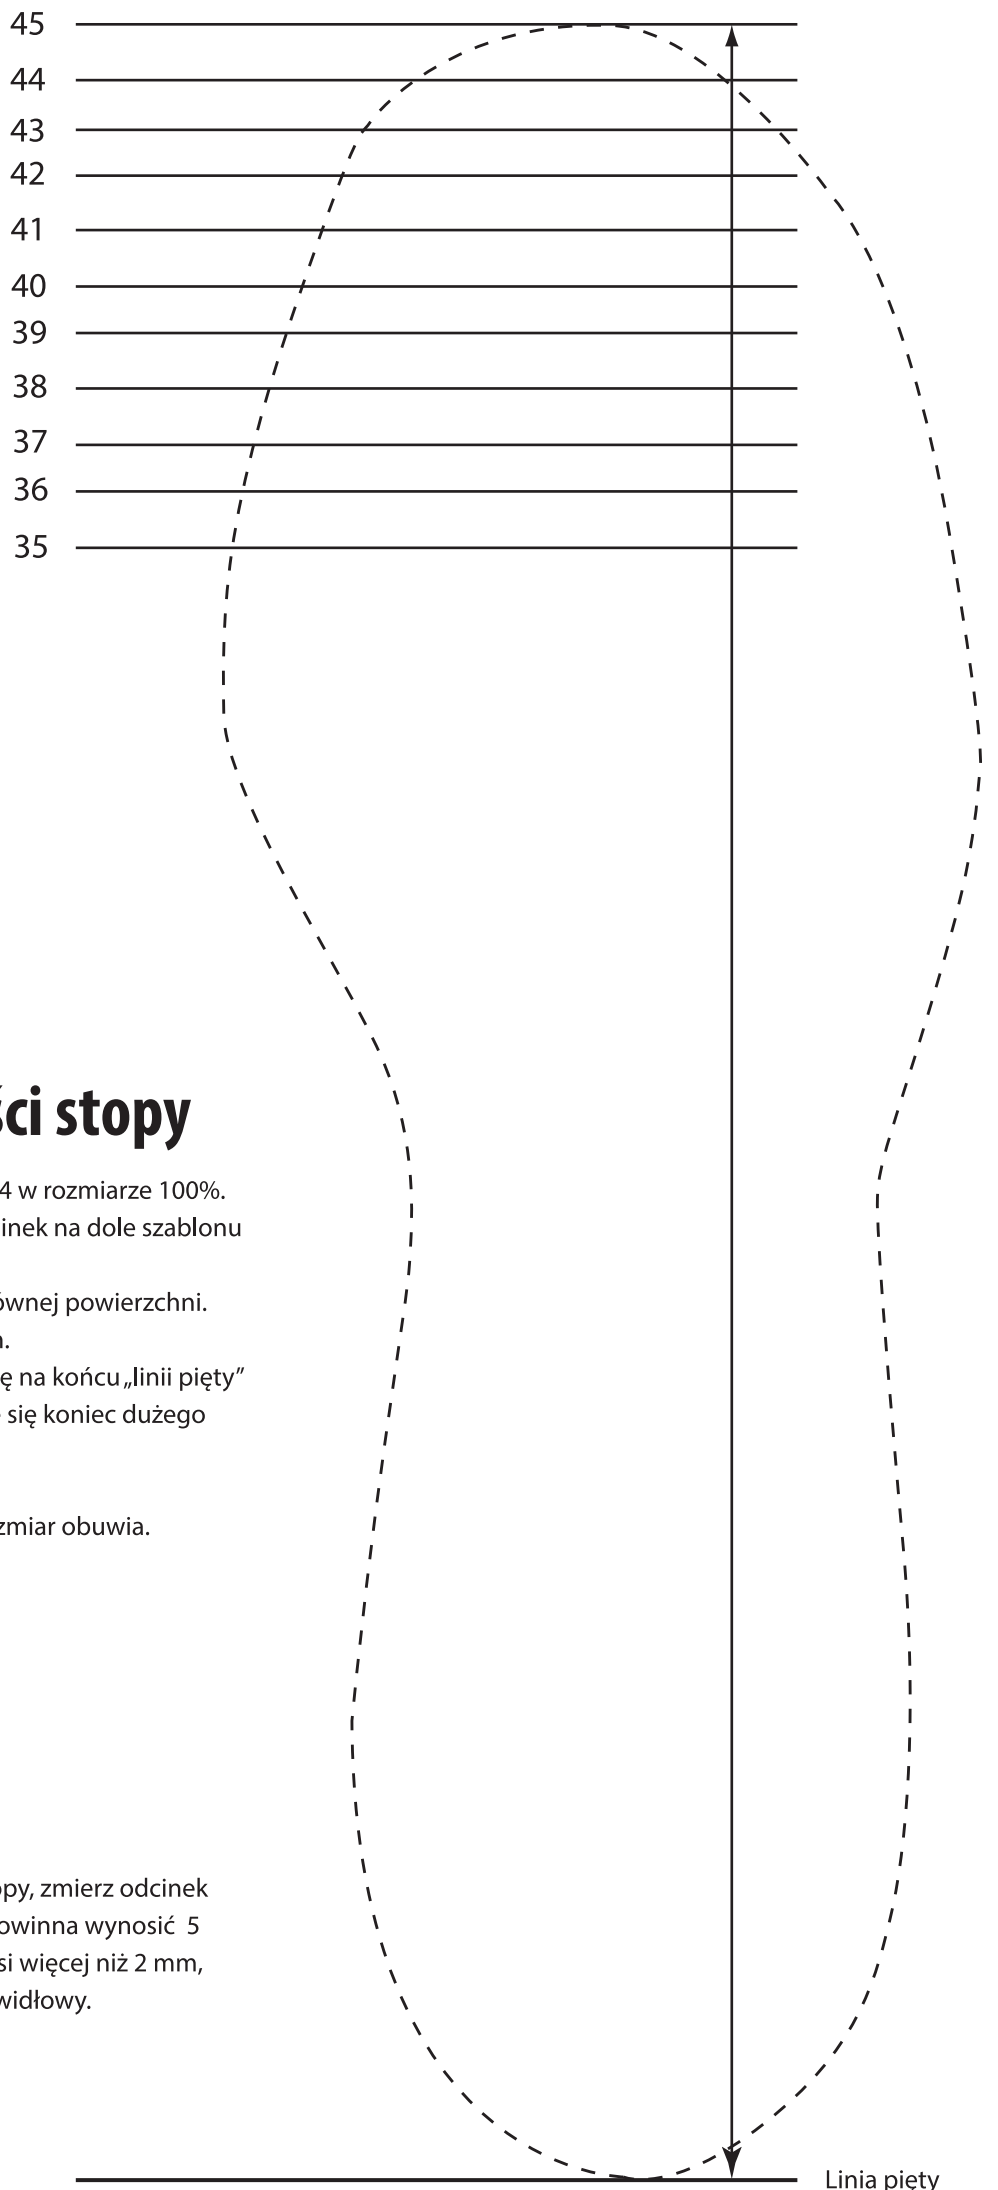 45
44
43
42
41
40
39
38
37
36
35
ści stopy
4 w rozmiarze 100%.
inek na dole szablonu
ównej powierzchni.
ę na końcu „linii pięty”
się koniec dużego
zmiar obuwia.
opy, zmierz odcinek
owinna wynosić 5
si więcej niż 2 mm,
widłowy.
Linia pięty